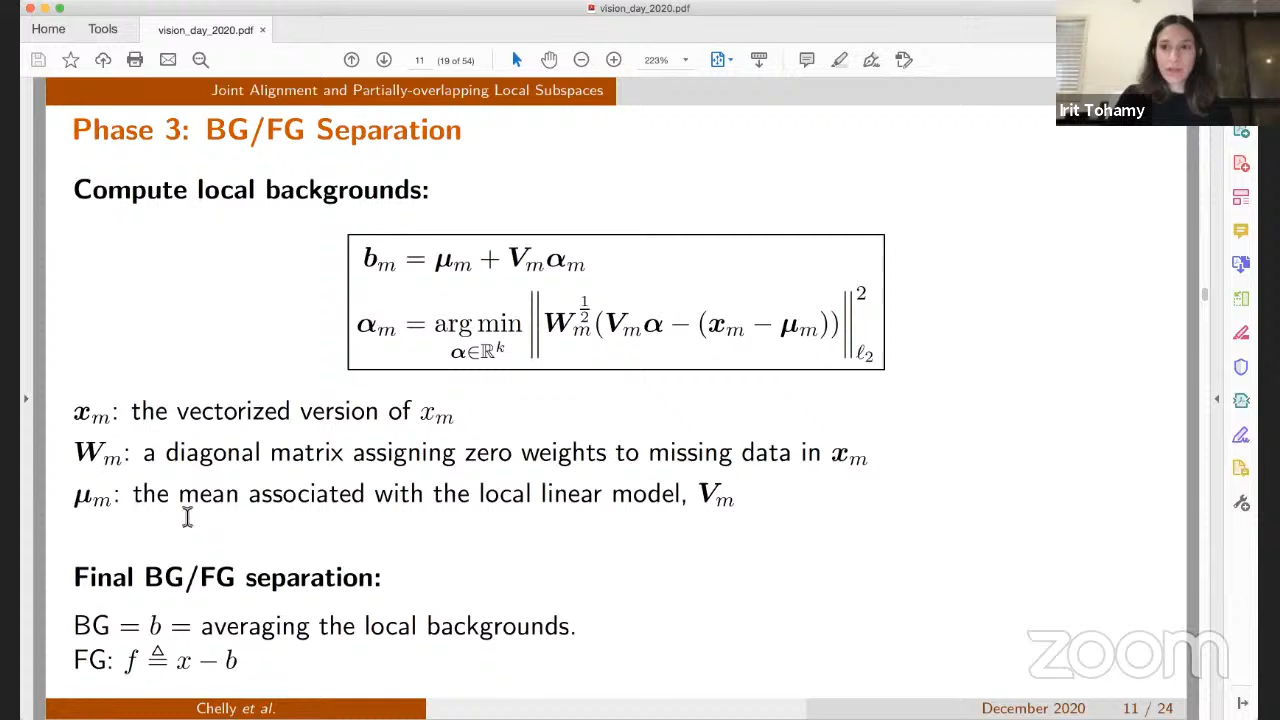 vision_day_2020.pdf
Home Tools vision_day_2020.pdf ×
11 (19 of 54) 223%
Irit Tohamy
Joint Alignment and Partially-overlapping Local Subspaces
Phase 3: BG/FG Separation
Compute local backgrounds:
b_m = μ_m + V_m α_m
α_m = arg min_{α∈ℝ^k} ‖W_m^{1/2}(V_m α − (x_m − μ_m))‖²_{ℓ₂}
x_m: the vectorized version of x_m
W_m: a diagonal matrix assigning zero weights to missing data in x_m
μ_m: the mean associated with the local linear model, V_m
Final BG/FG separation:
BG = b = averaging the local backgrounds.
FG: f ≜ x − b
zoom
Chelly et al. December 2020 11 / 24